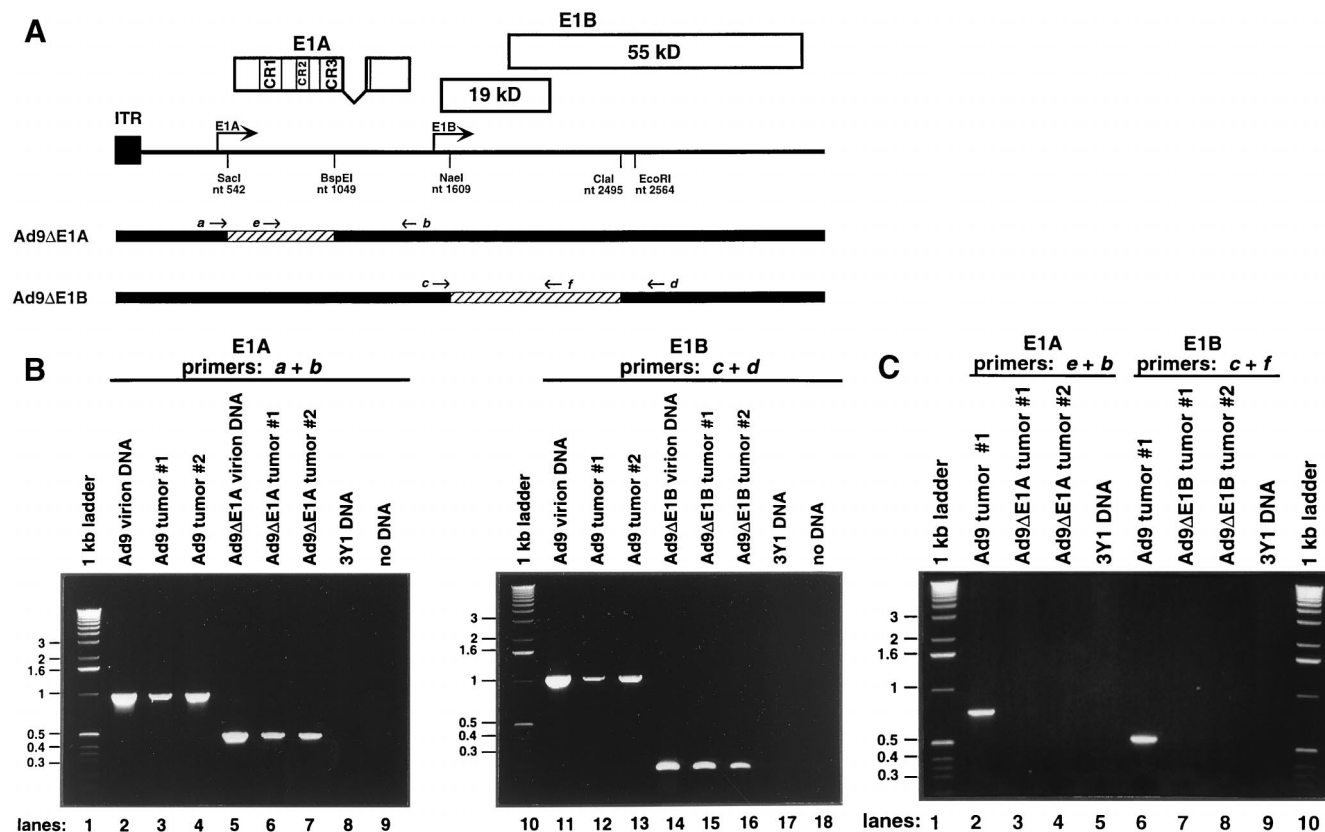 A
E1A
CR1
CR2
CR3
E1B
55 kD
19 kD
ITR
E1A
E1B
SacI
nt 542
BspEI
nt 1049
NaeI
nt 1609
ClaI
nt 2495
EcoRI
nt 2564
Ad9ΔE1A
a → e → ← b
Ad9ΔE1B
c → ← f ← d
B
E1A
primers: a + b
1 kb ladder
Ad9 virion DNA
Ad9 tumor #1
Ad9 tumor #2
Ad9ΔE1A virion DNA
Ad9ΔE1A tumor #1
Ad9ΔE1A tumor #2
3Y1 DNA
no DNA
3
2
1.6
1
0.5
0.4
0.3
lanes: 1 2 3 4 5 6 7 8 9
E1B
primers: c + d
1 kb ladder
Ad9 virion DNA
Ad9 tumor #1
Ad9 tumor #2
Ad9ΔE1B virion DNA
Ad9ΔE1B tumor #1
Ad9ΔE1B tumor #2
3Y1 DNA
no DNA
3
2
1.6
1
0.5
0.4
0.3
10 11 12 13 14 15 16 17 18
C
E1A
primers: e + b
E1B
primers: c + f
1 kb ladder
Ad9 tumor #1
Ad9ΔE1A tumor #1
Ad9ΔE1A tumor #2
3Y1 DNA
Ad9 tumor #1
Ad9ΔE1B tumor #1
Ad9ΔE1B tumor #2
3Y1 DNA
1 kb ladder
3
2
1.6
1
0.5
0.4
0.3
lanes: 1 2 3 4 5 6 7 8 9 10